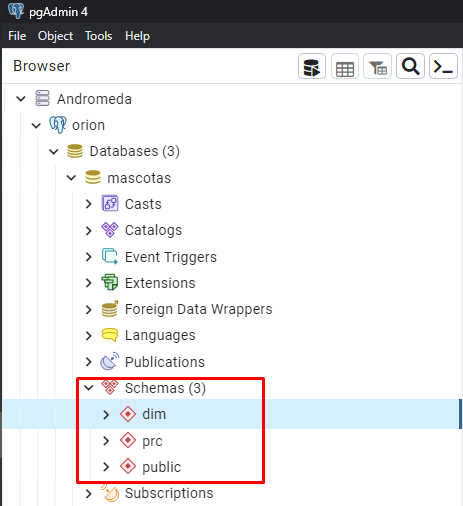 pgAdmin 4
File Object Tools Help
Browser
Andromeda
orion
Databases (3)
mascotas
Casts
Catalogs
Event Triggers
Extensions
Foreign Data Wrappers
Languages
Publications
Schemas (3)
dim
prc
public
Subscriptions